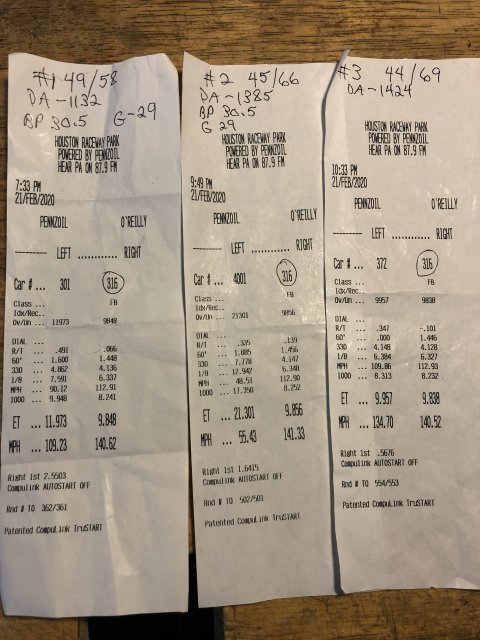 #1 49/58
DA-1132
BP 30.5 G-29
HOUSTON RACEWAY PARK
POWERED BY PENNZOIL
HEAR PA ON 87.9 FM
7:33 PM
21/FEB/2020
PENNZOIL O'REILLY
LEFT ............ RIGHT
Car # ... 301 316
Class ... FB
Idx/Rec..
Ov/Un ... 11973 9848
DIAL ...
R/T ... .491 -.066
60' ... 1.600 1.448
330 ... 4.862 4.136
1/8 ... 7.591 6.337
MPH ... 90.12 112.91
1000 ... 9.948 8.241
ET ... 11.973 9.848
MPH ... 109.23 140.62
Right 1st 2.5503
Compulink AUTOSTART OFF
Rnd # TO 362/361
Patented CompuLink TruSTART
#2 45/66
DA-1385
BP 30.5
G 29
HOUSTON RACEWAY PARK
POWERED BY PENNZOIL
HEAR PA ON 87.9 FM
9:49 PM
21/FEB/2020
PENNZOIL O'REILLY
LEFT ............ RIGHT
Car # ... 4001 316
Class ... FB
Idx/Rec..
Ov/Un ... 21301 9856
DIAL ...
R/T ... .335 .139
60' ... 1.885 1.456
330 ... 7.778 4.147
1/8 ... 12.942 6.348
MPH ... 48.51 112.90
1000 ... 17.350 8.252
ET ... 21.301 9.856
MPH ... 55.43 141.33
Right 1st 1.6415
Compulink AUTOSTART OFF
Rnd # TO 502/501
Patented CompuLink TruSTART
#3 44/69
DA-1424
HOUSTON RACEWAY PARK
POWERED BY PENNZOIL
HEAR PA ON 87.9 FM
10:33 PM
21/FEB/2020
PENNZOIL O'REILLY
LEFT ............ RIGHT
Car # ... 372 316
Class ... FB
Idx/Rec..
Ov/Un ... 9957 9838
DIAL ...
R/T ... .347 -.101
60' ... .000 1.446
330 ... 4.148 4.128
1/8 ... 6.384 6.327
MPH ... 109.86 112.93
1000 ... 8.313 8.232
ET ... 9.957 9.838
MPH ... 134.70 140.52
Right 1st .5676
Compulink AUTOSTART OFF
Rnd # TO 554/553
Patented CompuLink TruSTART